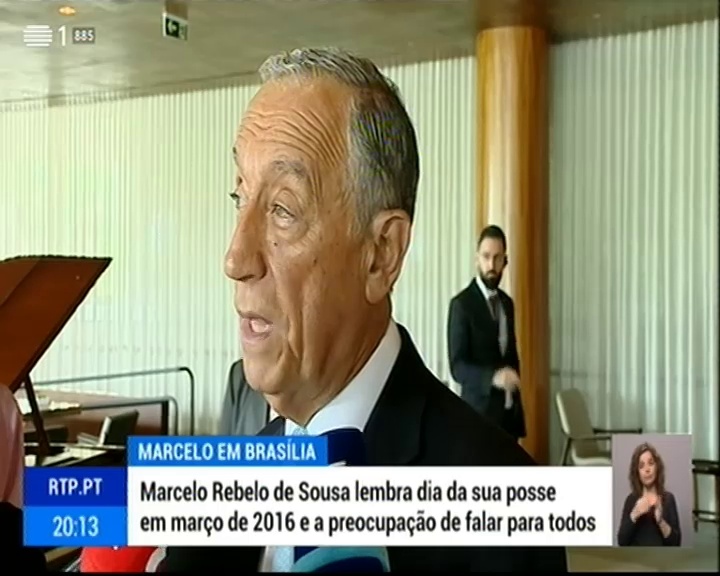 1 885
MARCELO EM BRASÍLIA
RTP.PT
Marcelo Rebelo de Sousa lembra dia da sua posse
20:13
em março de 2016 e a preocupação de falar para todos